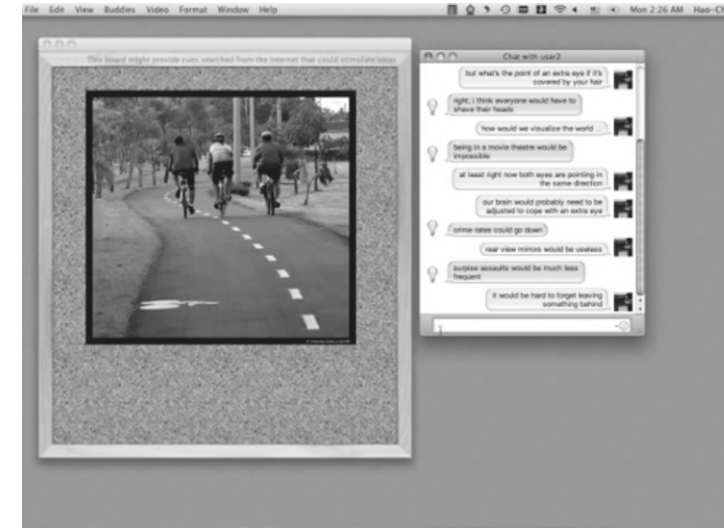 File Edit View Buddies Video Format Window Help
Mon 2:26 AM Hao-Ch
This board might provide cues searched from the Internet that could stimulate ideas
Chat with user2
but what's the point of an extra eye if it's
covered by your hair
right; i think everyone would have to
shave their heads
how would we visualize the world ...
being in a movie theatre would be
impossible
at least right now both eyes are pointing in
the same direction
our brain would probably need to be
adjusted to cope with an extra eye
crime rates could go down
rear view mirrors would be useless
surpise assaults would be much less
frequent
it would be hard to forget leaving
something behind